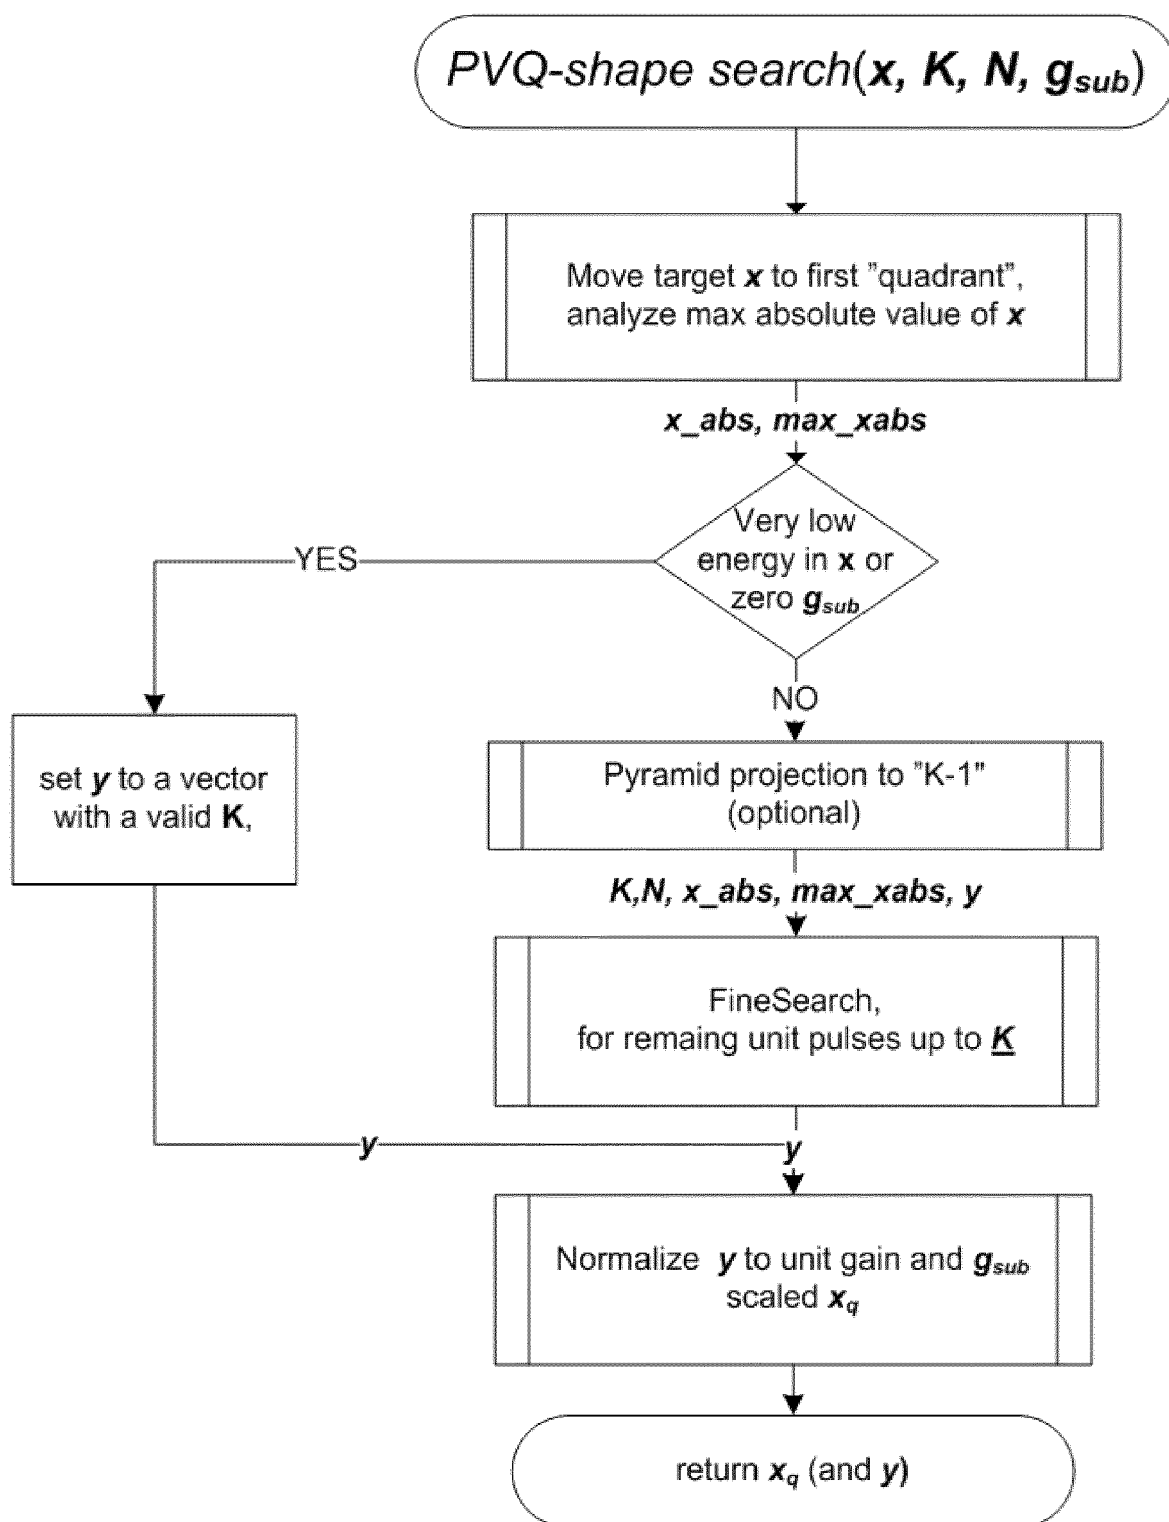 PVQ-shape search(x, K, N, gsub)
Move target x to first ”quadrant”,
analyze max absolute value of x
x_abs, max_xabs
Very low
energy in x or
zero gsub
YES
NO
set y to a vector
with a valid K,
Pyramid projection to ”K-1"
(optional)
K,N, x_abs, max_xabs, y
FineSearch,
for remaing unit pulses up to K
y
y
Normalize y to unit gain and gsub
scaled xq
return xq (and y)